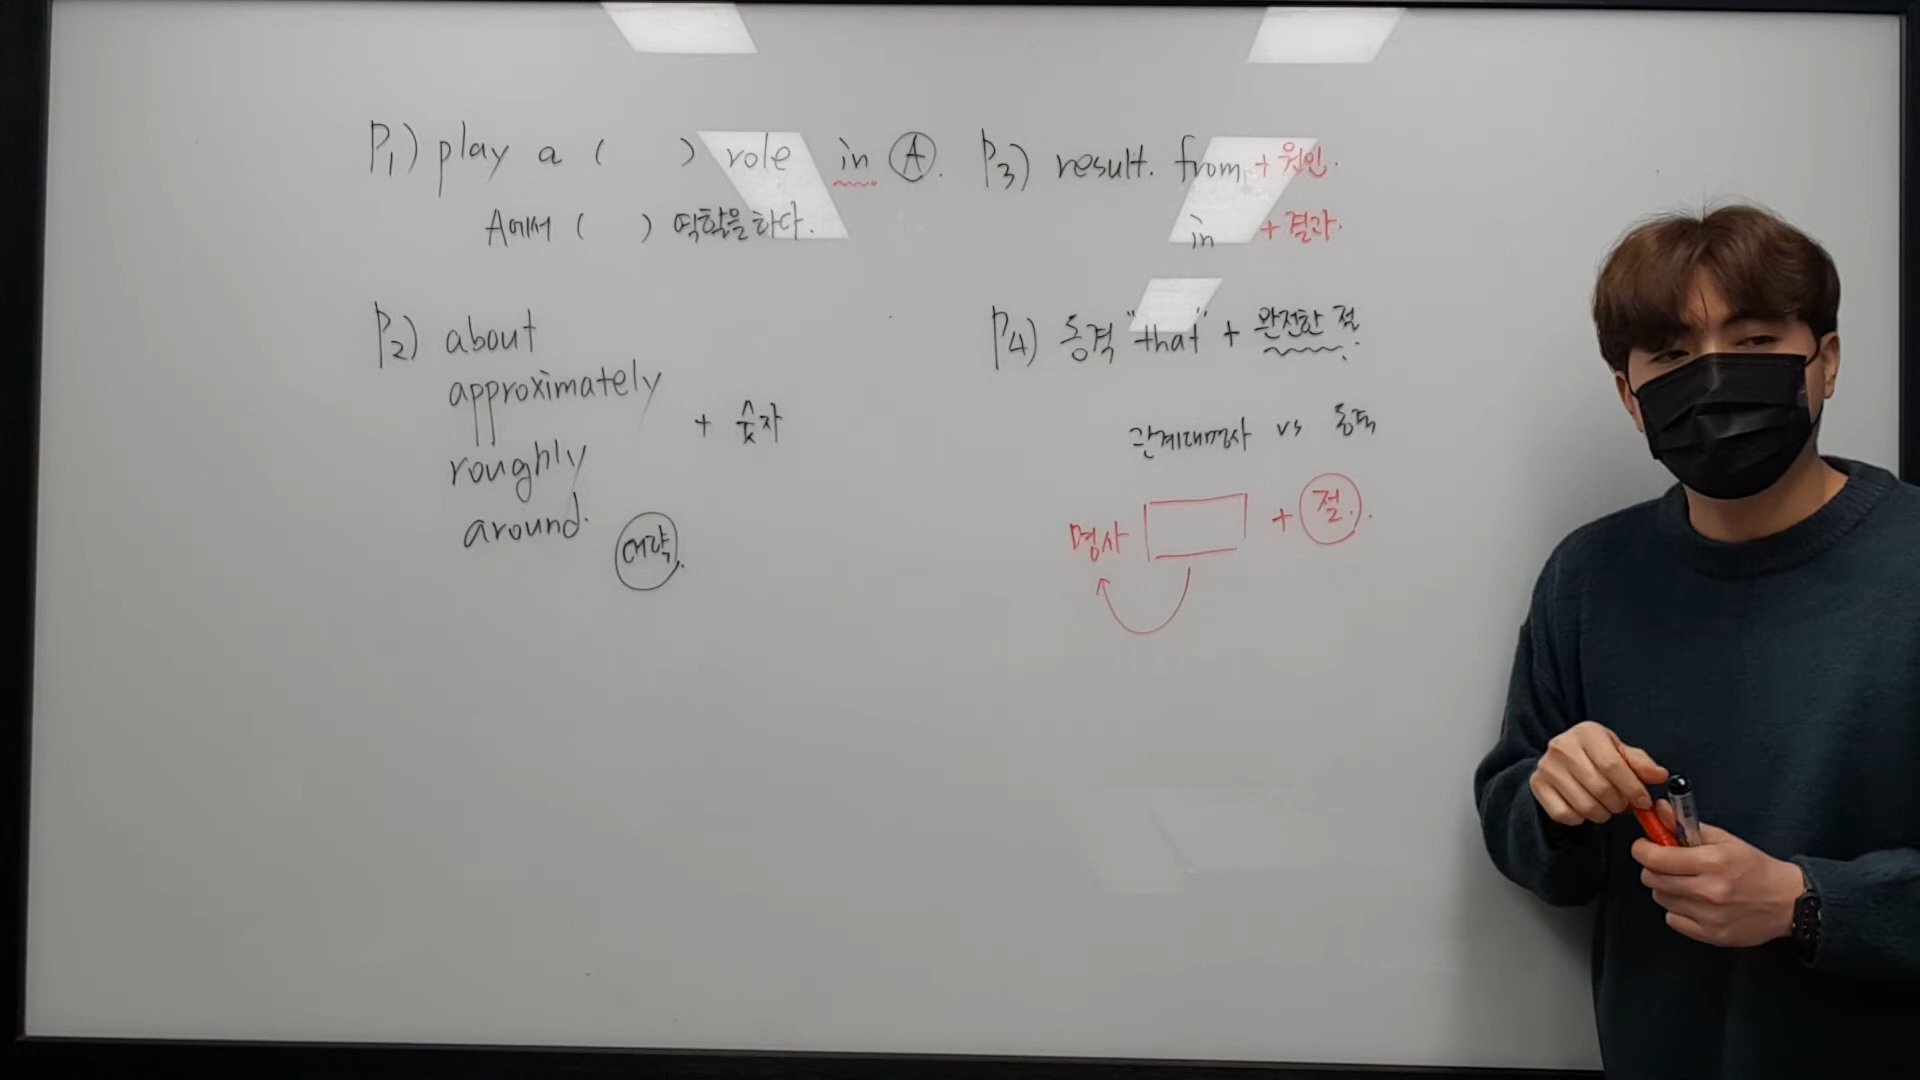 P1) play a (    ) role in Ⓐ.
A에서 (    ) 역할을 하다.
P2) about
approximately
roughly
around.
+ 숫자
대략.
P3) result. from + 원인.
in + 결과.
P4) 동격 "that" + 완전한 절.
관계대명사 vs 동격
명사 + 절.